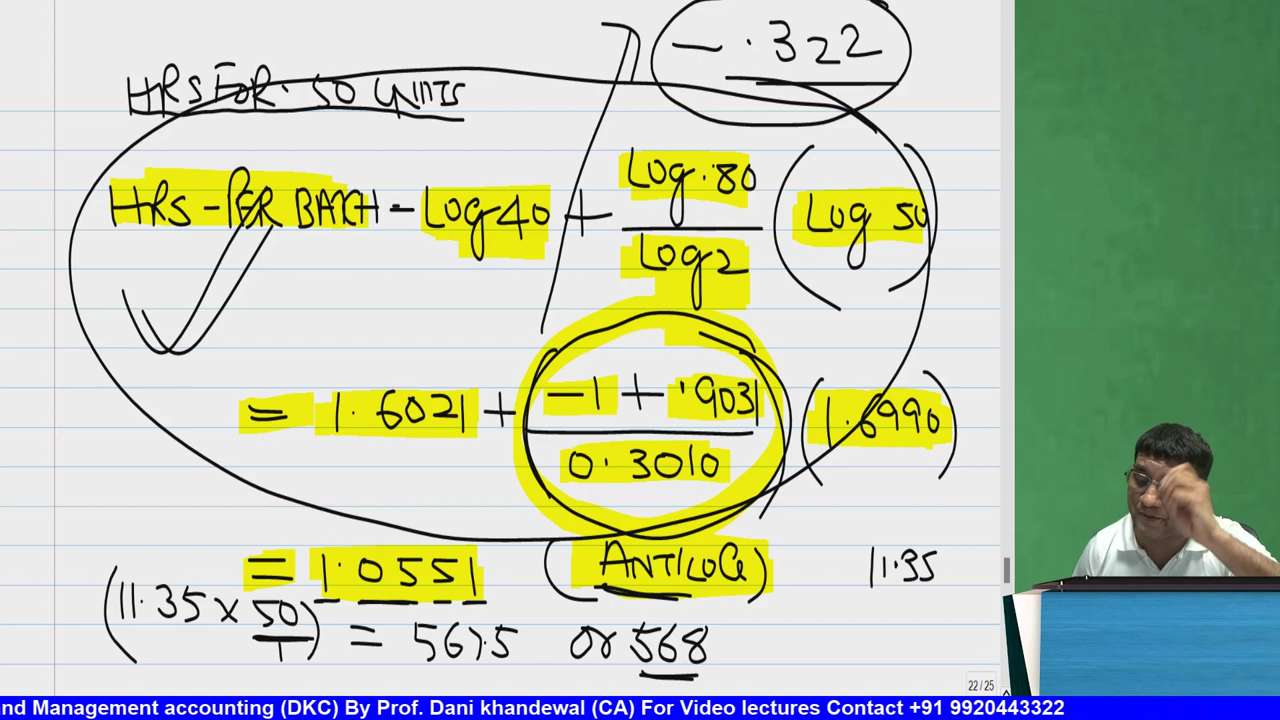 - .322
HRS FOR 50 UNITS
HRS - PER BATCH - Log 40 + Log .80 / Log 2 (Log 50)
= 1.6021 + -1 + .9031 / 0.3010 (1.6990)
= 1.0551 (ANTILOG) 11.35
(11.35 x 50/1) = 567.5 or 568
22/25
nd Management accounting (DKC) By Prof. Dani khandewal (CA) For Video lectures Contact +91 9920443322